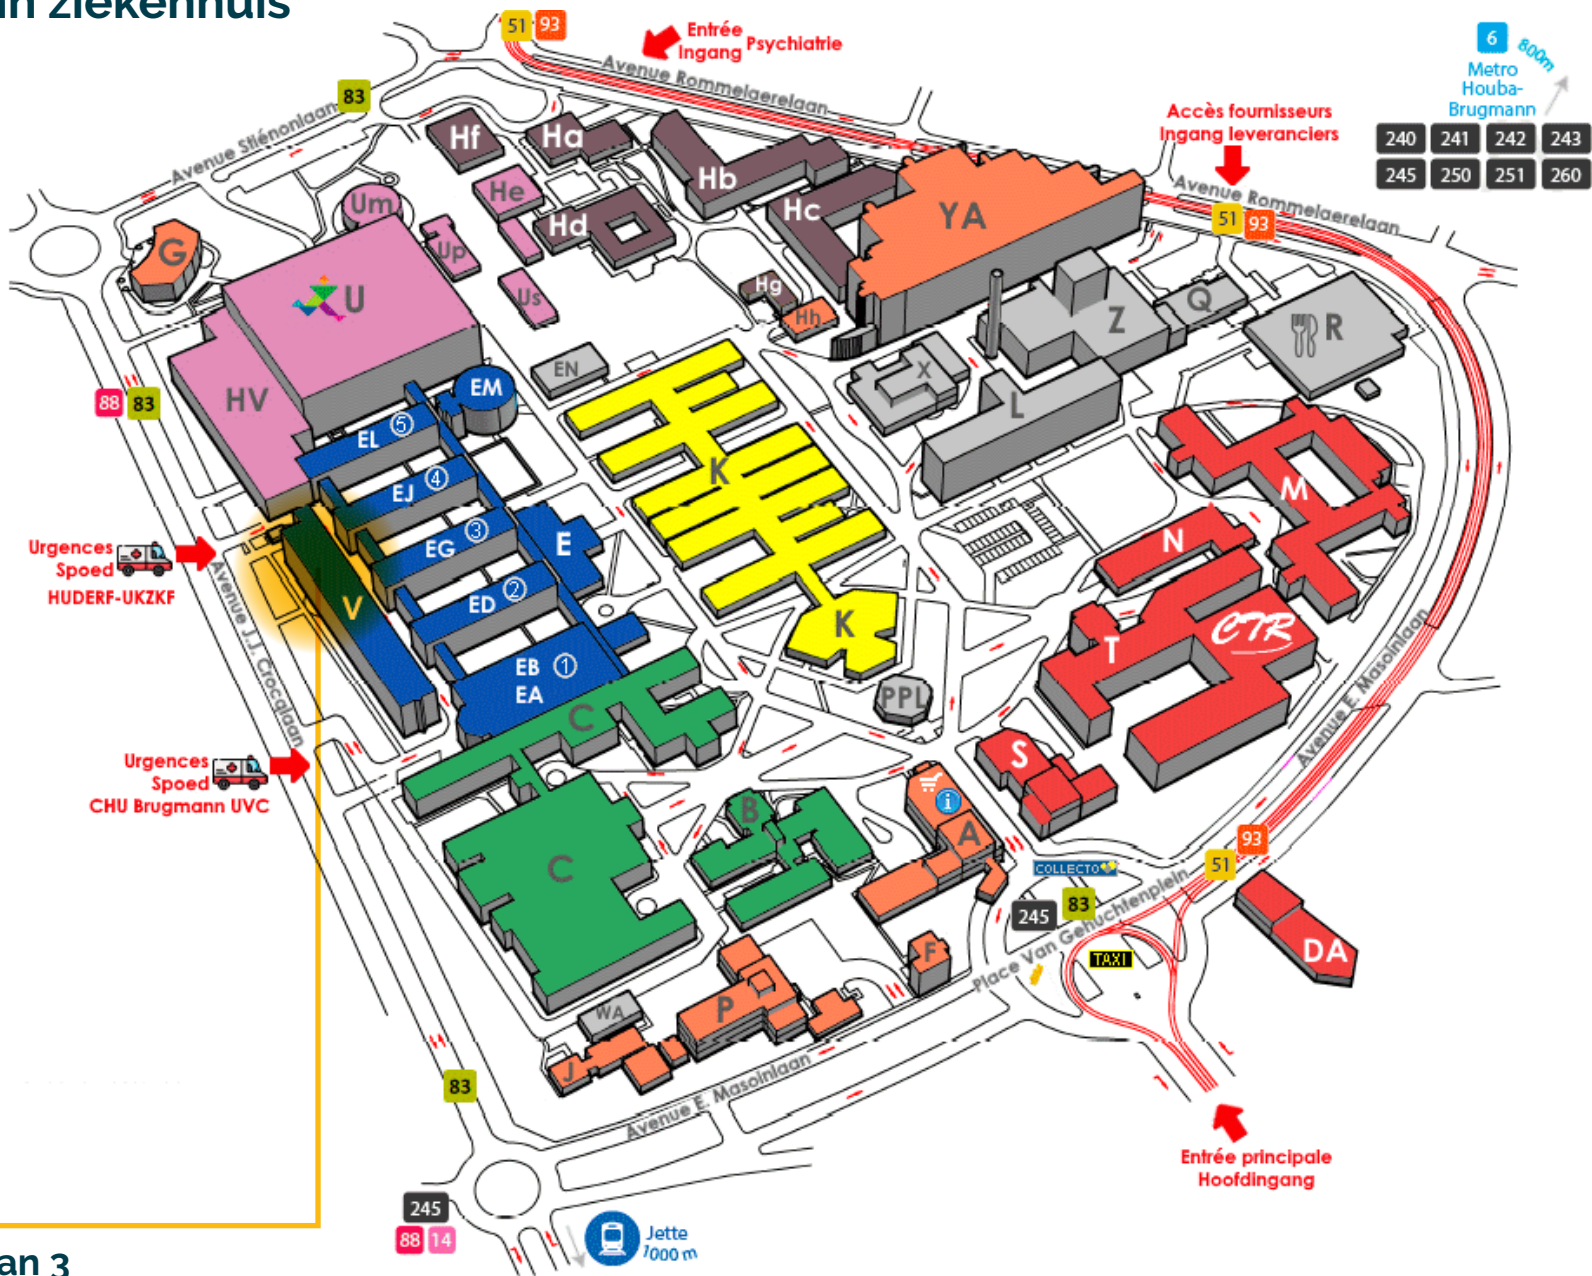 in ziekenhuis
51 93
Entrée
Ingang Psychiatrie
Avenue Rommelaerelaan
6
800m
Metro
Houba-
Brugmann
240 241 242 243
245 250 251 260
Accès fournisseurs
Ingang leveranciers
Avenue Rommelaerelaan
51 93
83
Avenue Stiénonlaan
Hf
Ha
Hb
He
Hc
Hd
YA
Um
Up
Us
G
U
Hg
Hh
Z
Q
R
X
L
EN
HV
EM
88 83
EL ⑤
EJ ④
EG ③
E
ED ②
EB ①
EA
K
K
M
N
T
CTR
V
Urgences
Spoed
HUDERF-UKZKF
Avenue J.J. Crocqlaan
Urgences
Spoed
CHU Brugmann UVC
C
C
PPL
S
B
i
A
Avenue E. Masoinlaan
93
51
COLLECTO
245 83
Place Van Gehuchtenplein
TAXI
DA
F
P
WA
J
83
Avenue E. Masoinlaan
Entrée principale
Hoofdingang
245
88 14
Jette
1000 m
an 3